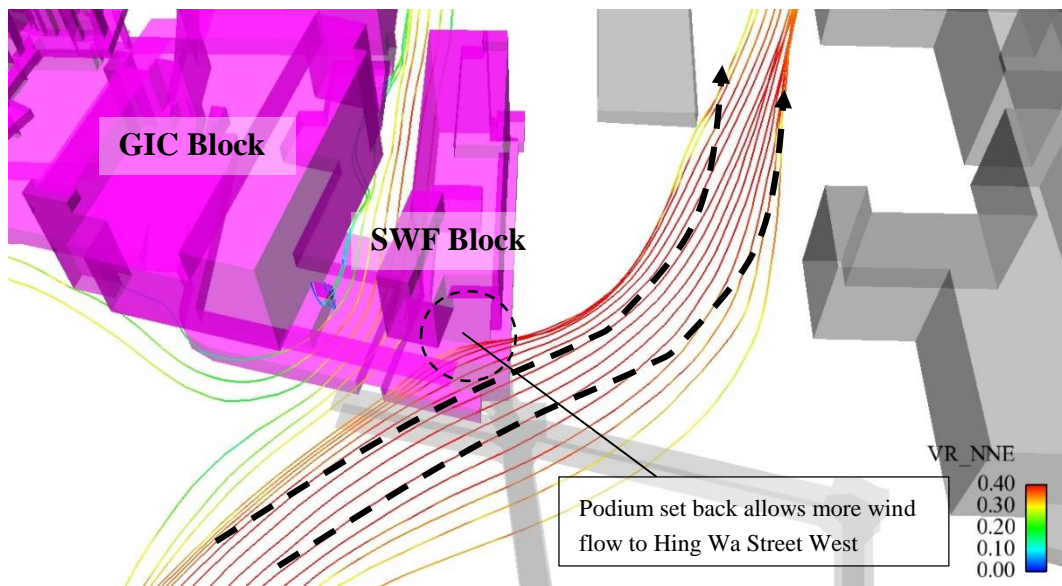 GIC Block
SWF Block
VR_NNE
0.40
0.30
0.20
0.10
0.00
Podium set back allows more wind
flow to Hing Wa Street West